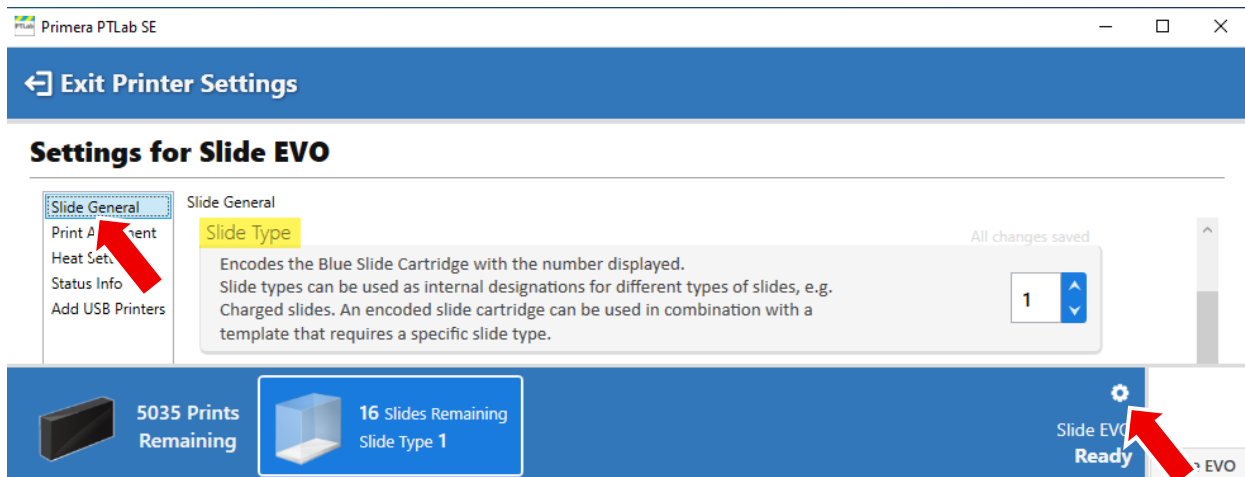 Primera PTLab SE
Exit Printer Settings
Settings for Slide EVO
Slide General
Print
Heat
Status Info
Add USB Printers
Slide General
Slide Type
All changes saved
Encodes the Blue Slide Cartridge with the number displayed.
Slide types can be used as internal designations for different types of slides, e.g.
Charged slides. An encoded slide cartridge can be used in combination with a
template that requires a specific slide type.
1
5035 Prints
Remaining
16 Slides Remaining
Slide Type 1
Slide EVO
Ready
EVO